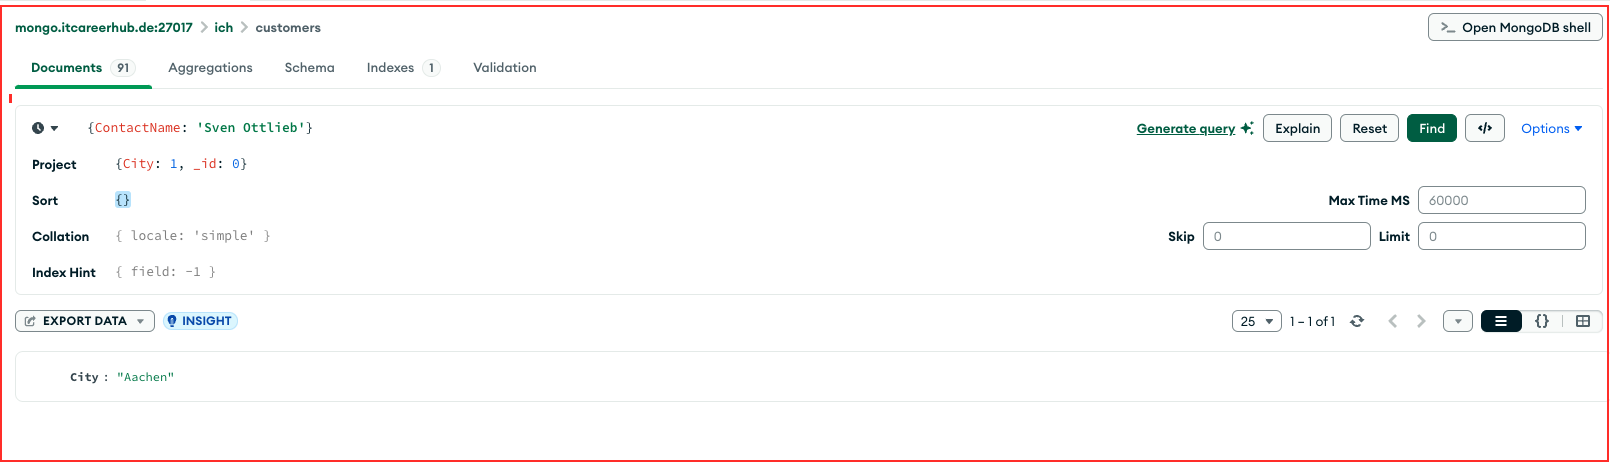 mongo.itcareerhub.de:27017 > ich > customers
>_ Open MongoDB shell
Documents 91 Aggregations Schema Indexes 1 Validation
{ContactName: 'Sven Ottlieb'}
Generate query Explain Reset Find </> Options
Project {City: 1, _id: 0}
Sort {} Max Time MS 60000
Collation { locale: 'simple' } Skip 0 Limit 0
Index Hint { field: -1 }
EXPORT DATA INSIGHT 25 1 – 1 of 1 {}
City : "Aachen"